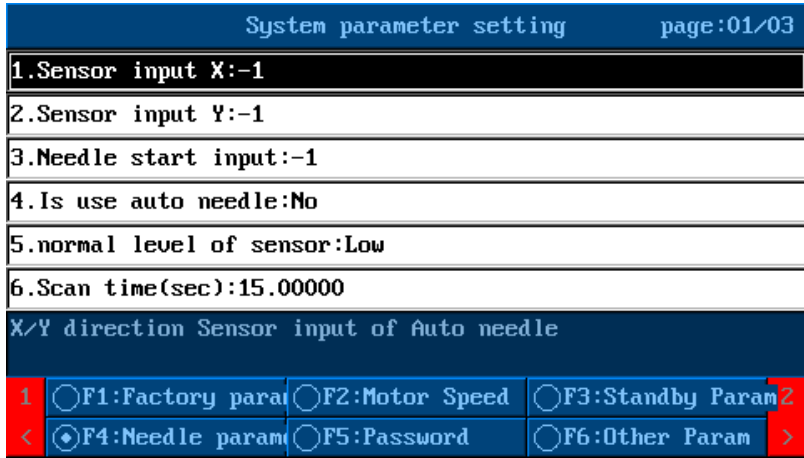 System parameter setting page:01/03
1.Sensor input X:-1
2.Sensor input Y:-1
3.Needle start input:-1
4.Is use auto needle:No
5.normal level of sensor:Low
6.Scan time(sec):15.00000
X/Y direction Sensor input of Auto needle
1 F1:Factory para F2:Motor Speed F3:Standby Param 2
< F4:Needle param F5:Password F6:Other Param >